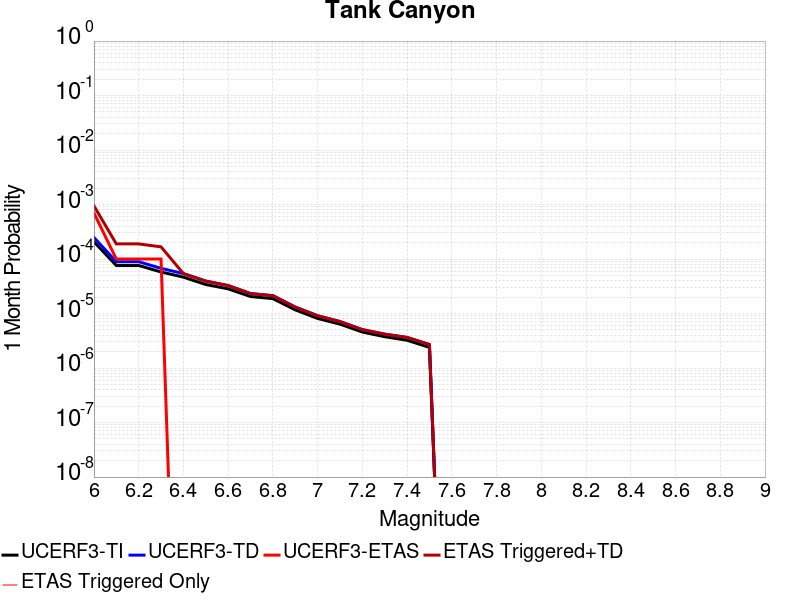 Tank Canyon
10 0
10 -1
10 -2
10 -3
10 -4
10 -5
10 -6
10 -7
10 -8
1 Month Probability
6 6.2 6.4 6.6 6.8 7 7.2 7.4 7.6 7.8 8 8.2 8.4 8.6 8.8 9
Magnitude
UCERF3-TI UCERF3-TD UCERF3-ETAS ETAS Triggered+TD
ETAS Triggered Only